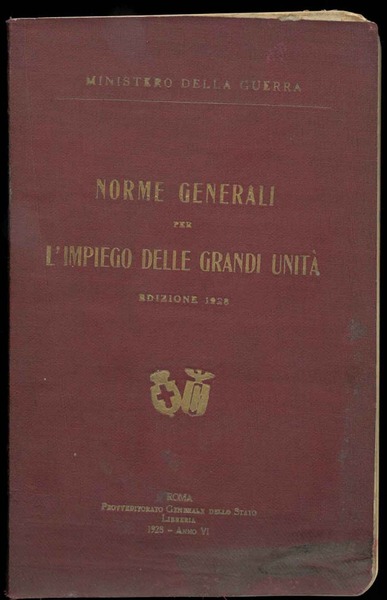 MINISTERO DELLA GUERRA
NORME GENERALI
PER
L'IMPIEGO DELLE GRANDI UNITÀ
EDIZIONE 1928
ROMA
PROVVEDITORATO GENERALE DELLO STATO
LIBRERIA
1928 - ANNO VI